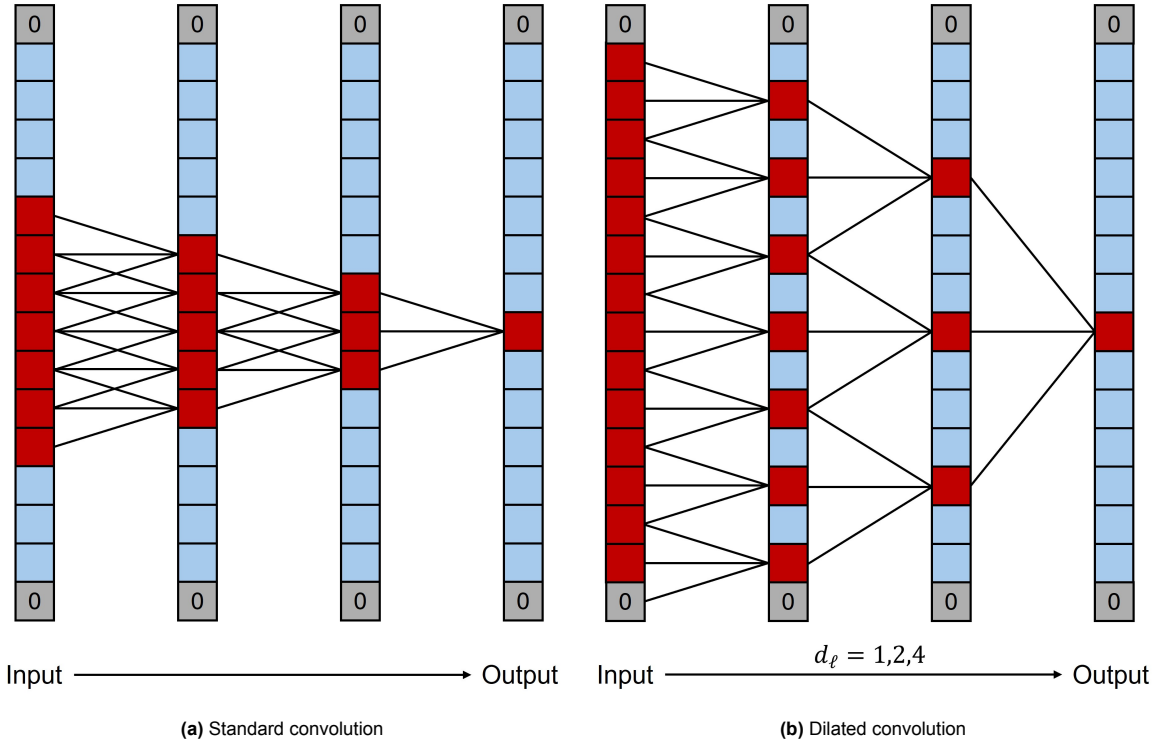 0 0 0 0 0 0 0 0
0 0 0 0 0 0 0 0
d_ℓ = 1,2,4
Input Output Input Output
(a) Standard convolution (b) Dilated convolution